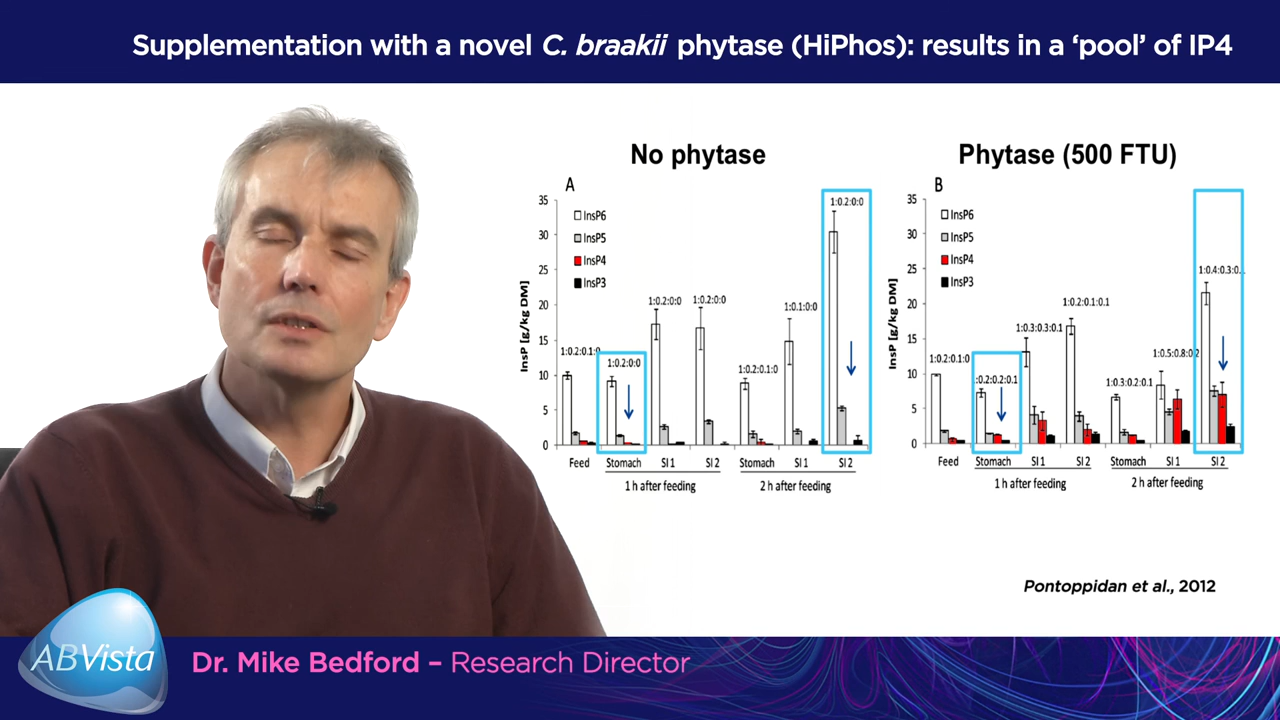 Supplementation with a novel C. braakii phytase (HiPhos): results in a ‘pool’ of IP4
No phytase
A
35
30
25
20
15
10
5
0
InsP [g/kg DM]
InsP6
InsP5
InsP4
InsP3
1:0.2:0.1:0
1:0.2:0:0
1:0.2:0:0
1:0.2:0:0
1:0.2:0.1:0
1:0.1:0:0
1:0.2:0:0
Feed
Stomach
SI 1
SI 2
Stomach
SI 1
SI 2
1 h after feeding
2 h after feeding
Phytase (500 FTU)
B
35
30
25
20
15
10
5
0
InsP [g/kg DM]
InsP6
InsP5
InsP4
InsP3
1:0.2:0.1:0
:0.2:0.2:0.1
1:0.3:0.3:0.1
1:0.2:0.1:0.1
1:0.3:0.2:0.1
1:0.5:0.8:0.2
1:0.4:0.3:0.
Feed
Stomach
SI 1
SI 2
Stomach
SI 1
SI 2
1 h after feeding
2 h after feeding
Pontoppidan et al., 2012
ABVista
Dr. Mike Bedford – Research Director